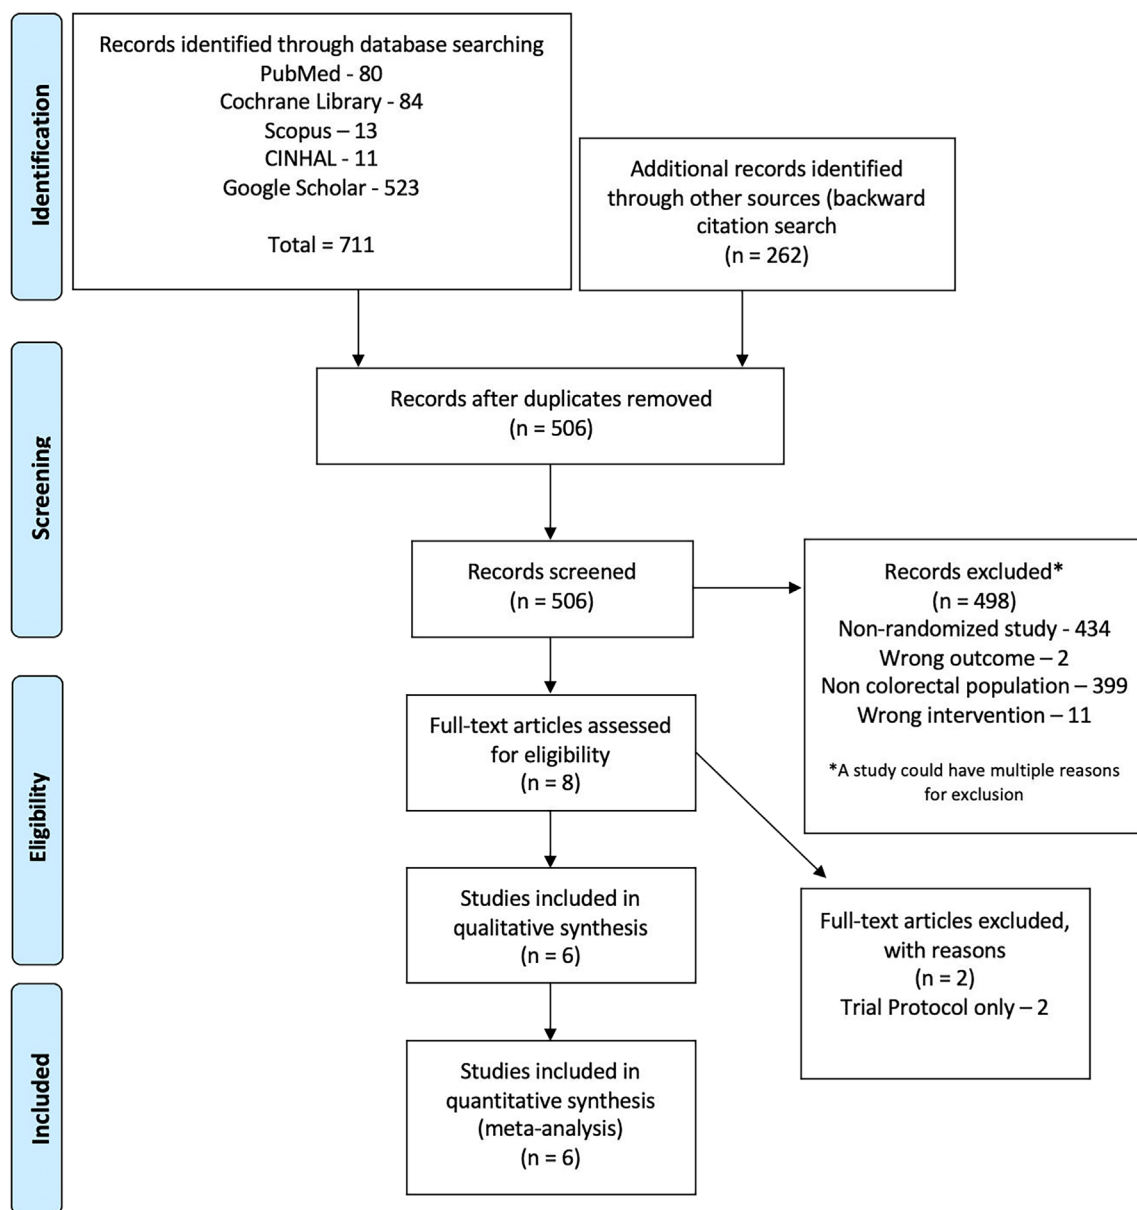 Identification
Records identified through database searching
PubMed - 80
Cochrane Library - 84
Scopus – 13
CINHAL - 11
Google Scholar - 523
Total = 711
Additional records identified
through other sources (backward
citation search
(n = 262)
Screening
Records after duplicates removed
(n = 506)
Records screened
(n = 506)
Records excluded*
(n = 498)
Non-randomized study - 434
Wrong outcome – 2
Non colorectal population – 399
Wrong intervention – 11
*A study could have multiple reasons
for exclusion
Eligibility
Full-text articles assessed
for eligibility
(n = 8)
Full-text articles excluded,
with reasons
(n = 2)
Trial Protocol only – 2
Studies included in
qualitative synthesis
(n = 6)
Included
Studies included in
quantitative synthesis
(meta-analysis)
(n = 6)